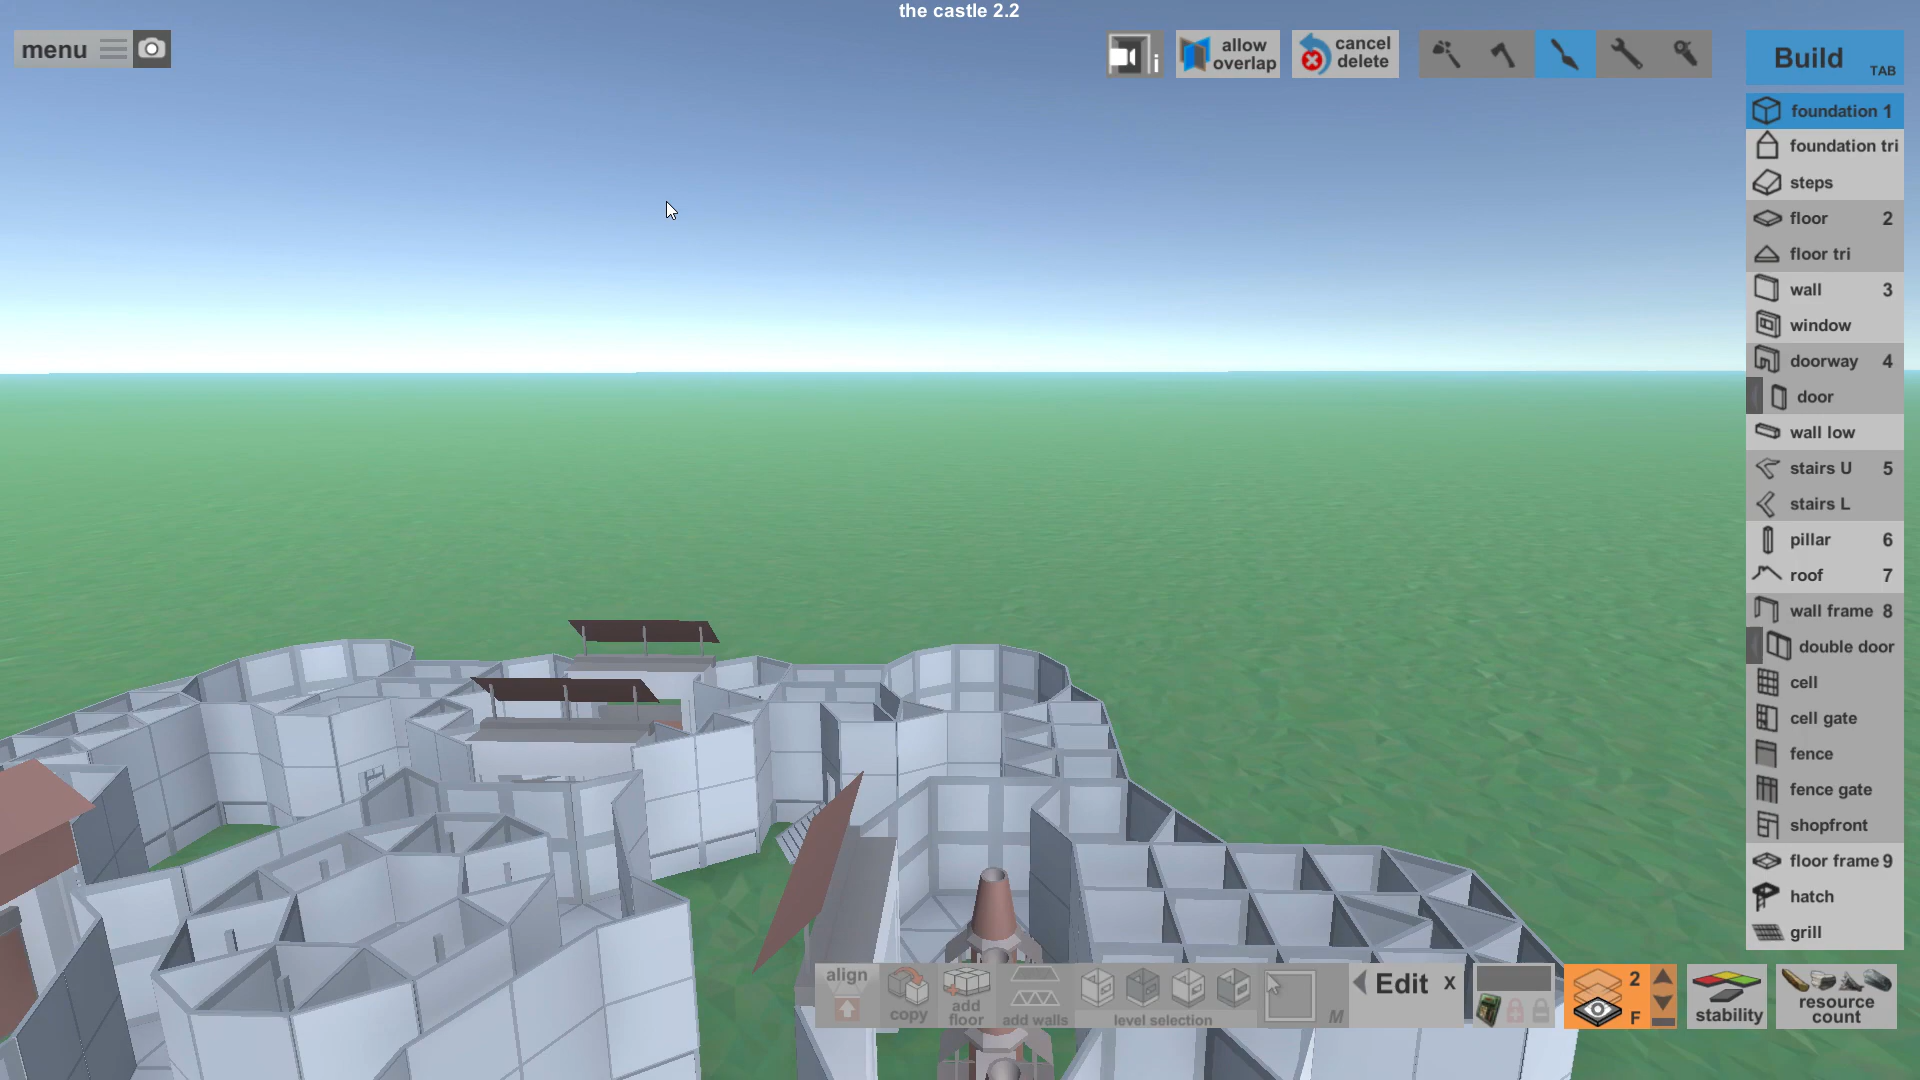 the castle 2.2
menu
i
allow
overlap
cancel
delete
Build
TAB
foundation 1
foundation tri
steps
floor 2
floor tri
wall 3
window
doorway 4
door
wall low
stairs U 5
stairs L
pillar 6
roof 7
wall frame 8
double door
cell
cell gate
fence
fence gate
shopfront
floor frame 9
hatch
grill
align
copy
add
floor
add walls
level selection
M
Edit x
2
F
stability
resource
count